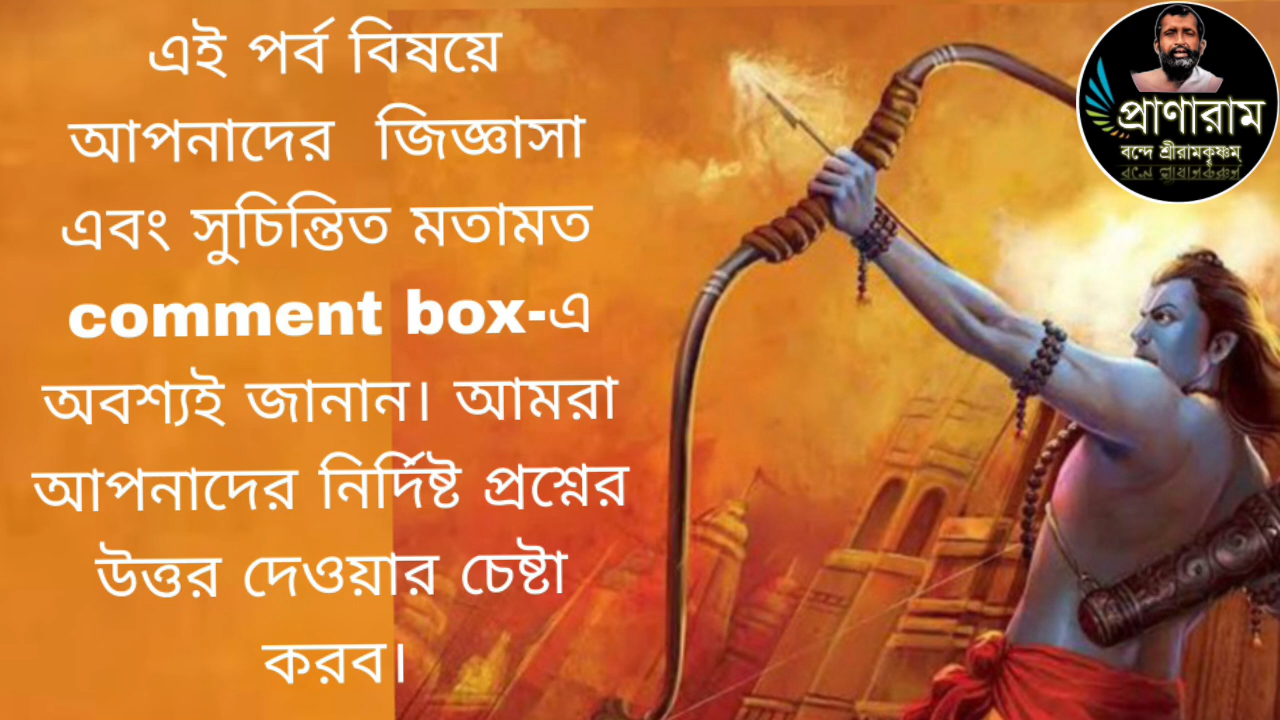 এই পর্ব বিষয়ে
আপনাদের জিজ্ঞাসা
এবং সুচিন্তিত মতামত
comment box-এ
অবশ্যই জানান। আমরা
আপনাদের নির্দিষ্ট প্রশ্নের
উত্তর দেওয়ার চেষ্টা
করব।
প্রাণারাম
বন্দে শ্রীরামকৃষ্ণম্